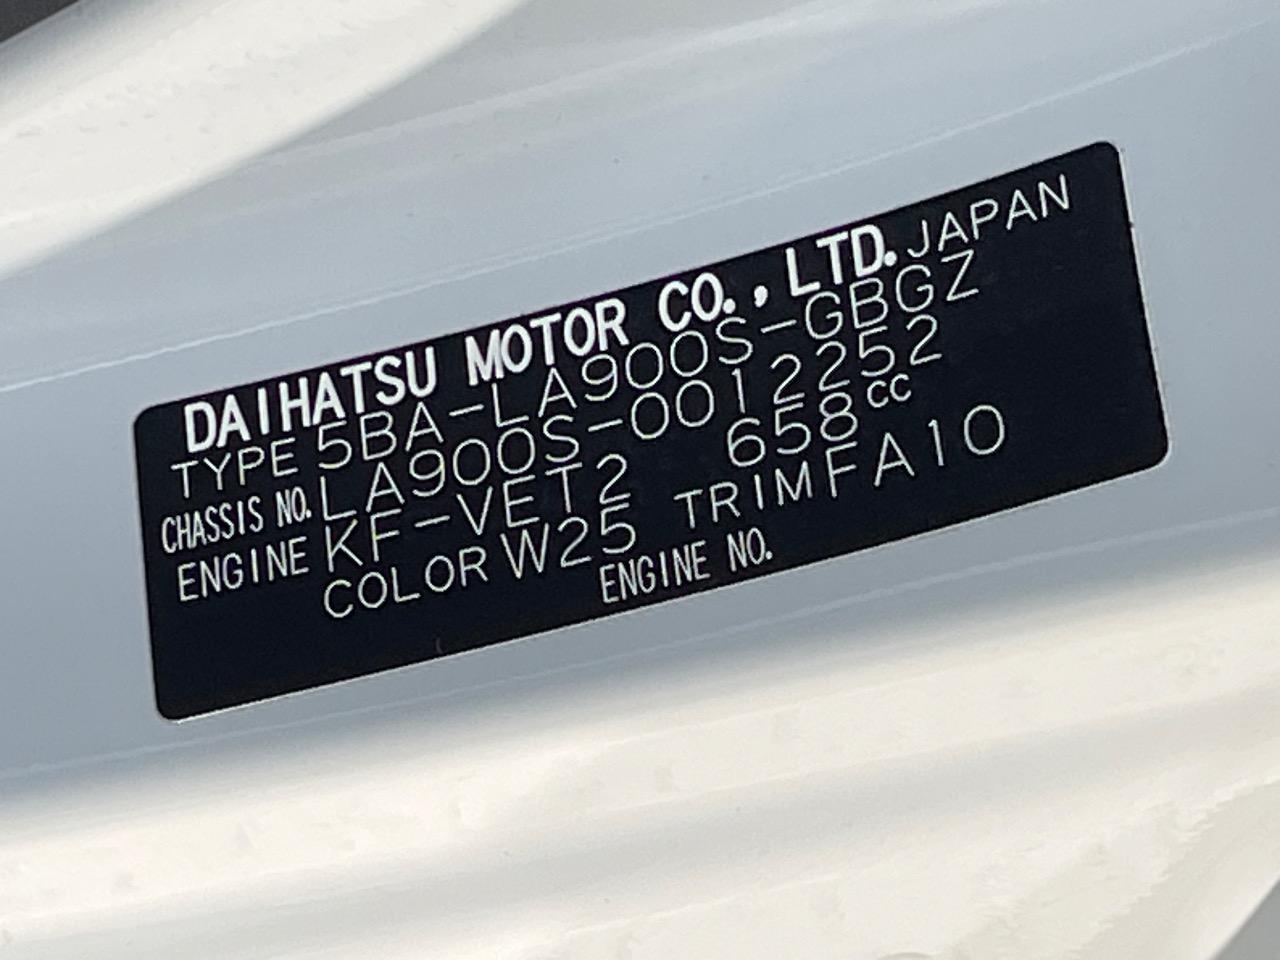 DAIHATSU MOTOR CO., LTD. JAPAN
TYPE 5BA-LA900S-GBGZ
CHASSIS NO. LA900S-0012252
ENGINE KF-VET2 658cc
COLOR W25 TRIM FA10
ENGINE NO.